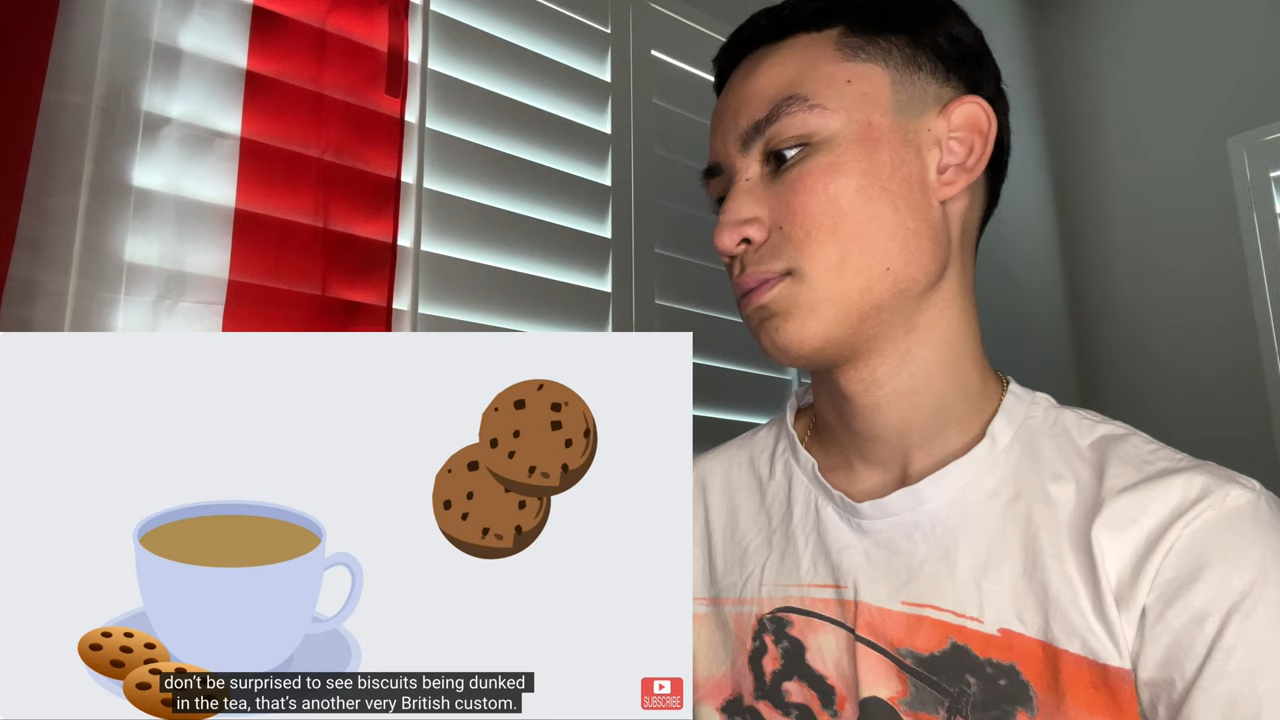 don't be surprised to see biscuits being dunked
in the tea, that's another very British custom.
SUBSCRIBE